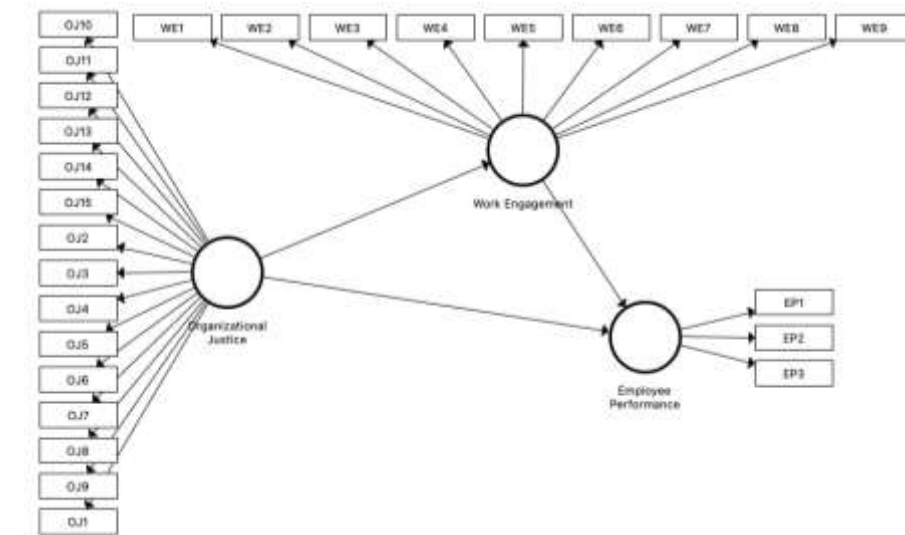 OJ10
WE1
WE2
WE3
WE4
WE5
WE6
WE7
WE8
WE9
OJ11
OJ12
OJ13
OJ14
OJ15
OJ2
OJ3
OJ4
OJ5
OJ6
OJ7
OJ8
OJ9
OJ1
Work Engagement
Organizational
Justice
EP1
EP2
EP3
Employee
Performance